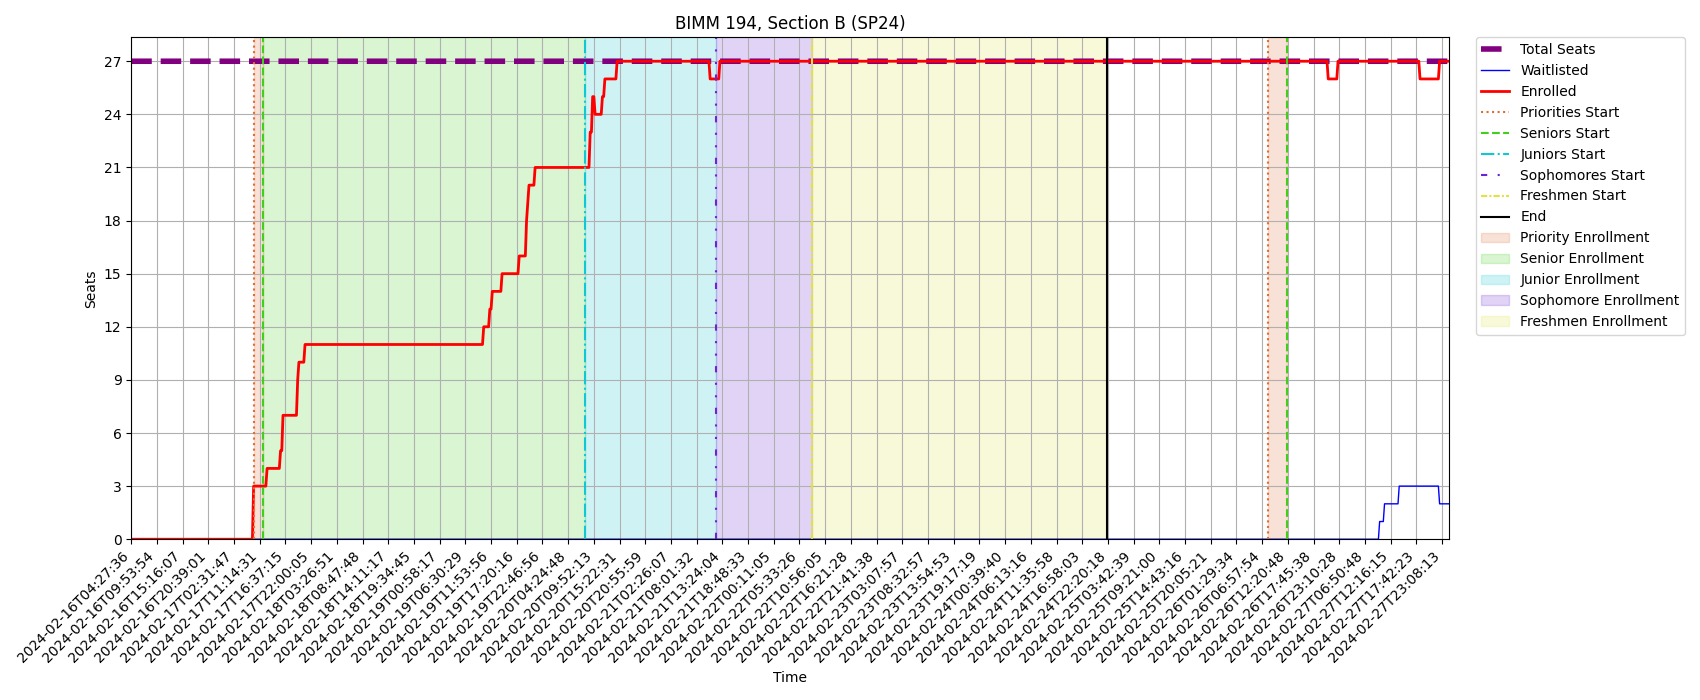 BIMM 194, Section B (SP24)
Seats
27
24
21
18
15
12
9
6
3
0
2024-02-16T04:27:36
2024-02-16T09:53:54
2024-02-16T15:16:07
2024-02-16T20:39:01
2024-02-17T02:31:47
2024-02-17T11:14:31
2024-02-17T16:37:15
2024-02-17T22:00:05
2024-02-18T03:26:51
2024-02-18T08:47:48
2024-02-18T14:11:17
2024-02-18T19:34:45
2024-02-19T00:58:17
2024-02-19T06:30:29
2024-02-19T11:53:56
2024-02-19T17:20:16
2024-02-19T22:46:56
2024-02-20T04:24:48
2024-02-20T09:52:13
2024-02-20T15:22:31
2024-02-20T20:55:59
2024-02-21T02:26:07
2024-02-21T08:01:32
2024-02-21T13:24:04
2024-02-21T18:48:33
2024-02-22T00:11:05
2024-02-22T05:33:26
2024-02-22T10:56:05
2024-02-22T16:21:28
2024-02-22T21:41:38
2024-02-23T03:07:57
2024-02-23T08:32:57
2024-02-23T13:54:53
2024-02-23T19:17:19
2024-02-24T00:39:40
2024-02-24T06:13:16
2024-02-24T11:35:58
2024-02-24T16:58:03
2024-02-24T22:20:18
2024-02-25T03:42:39
2024-02-25T09:21:00
2024-02-25T14:43:16
2024-02-25T20:05:21
2024-02-26T01:29:34
2024-02-26T06:57:54
2024-02-26T12:20:48
2024-02-26T17:45:38
2024-02-26T23:10:28
2024-02-27T06:50:48
2024-02-27T12:16:15
2024-02-27T17:42:23
2024-02-27T23:08:13
Time
Total Seats
Waitlisted
Enrolled
Priorities Start
Seniors Start
Juniors Start
Sophomores Start
Freshmen Start
End
Priority Enrollment
Senior Enrollment
Junior Enrollment
Sophomore Enrollment
Freshmen Enrollment